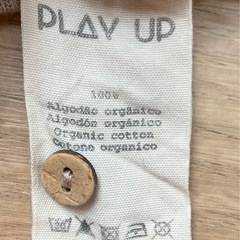 PLAY UP
100%
Algodão orgânico
Algodón orgánico
Organic cotton
Cotone organico